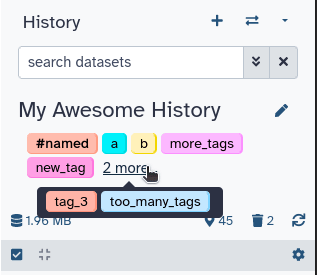 History
search datasets
My Awesome History
#named a b more_tags
new_tag 2 more...
tag_3 too_many_tags
1.96 MB 45 2